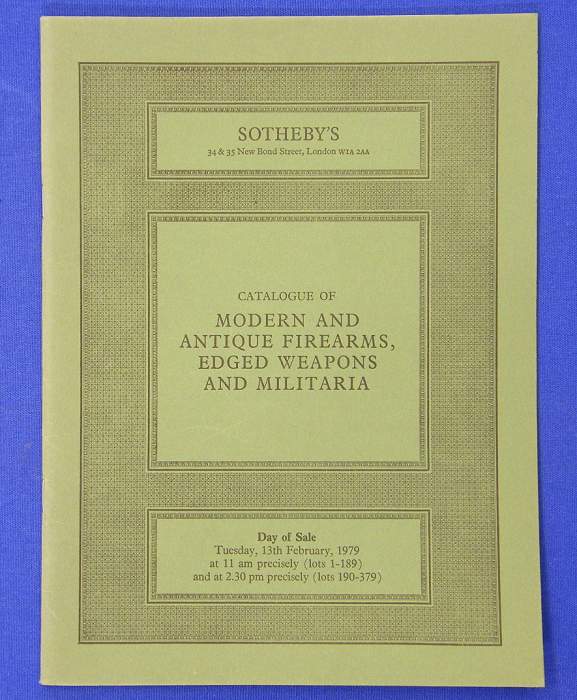 SOTHEBY'S
34 & 35 New Bond Street, London W1A 2AA
CATALOGUE OF
MODERN AND
ANTIQUE FIREARMS,
EDGED WEAPONS
AND MILITARIA
Day of Sale
Tuesday, 13th February, 1979
at 11 am precisely (lots 1-189)
and at 2.30 pm precisely (lots 190-379)